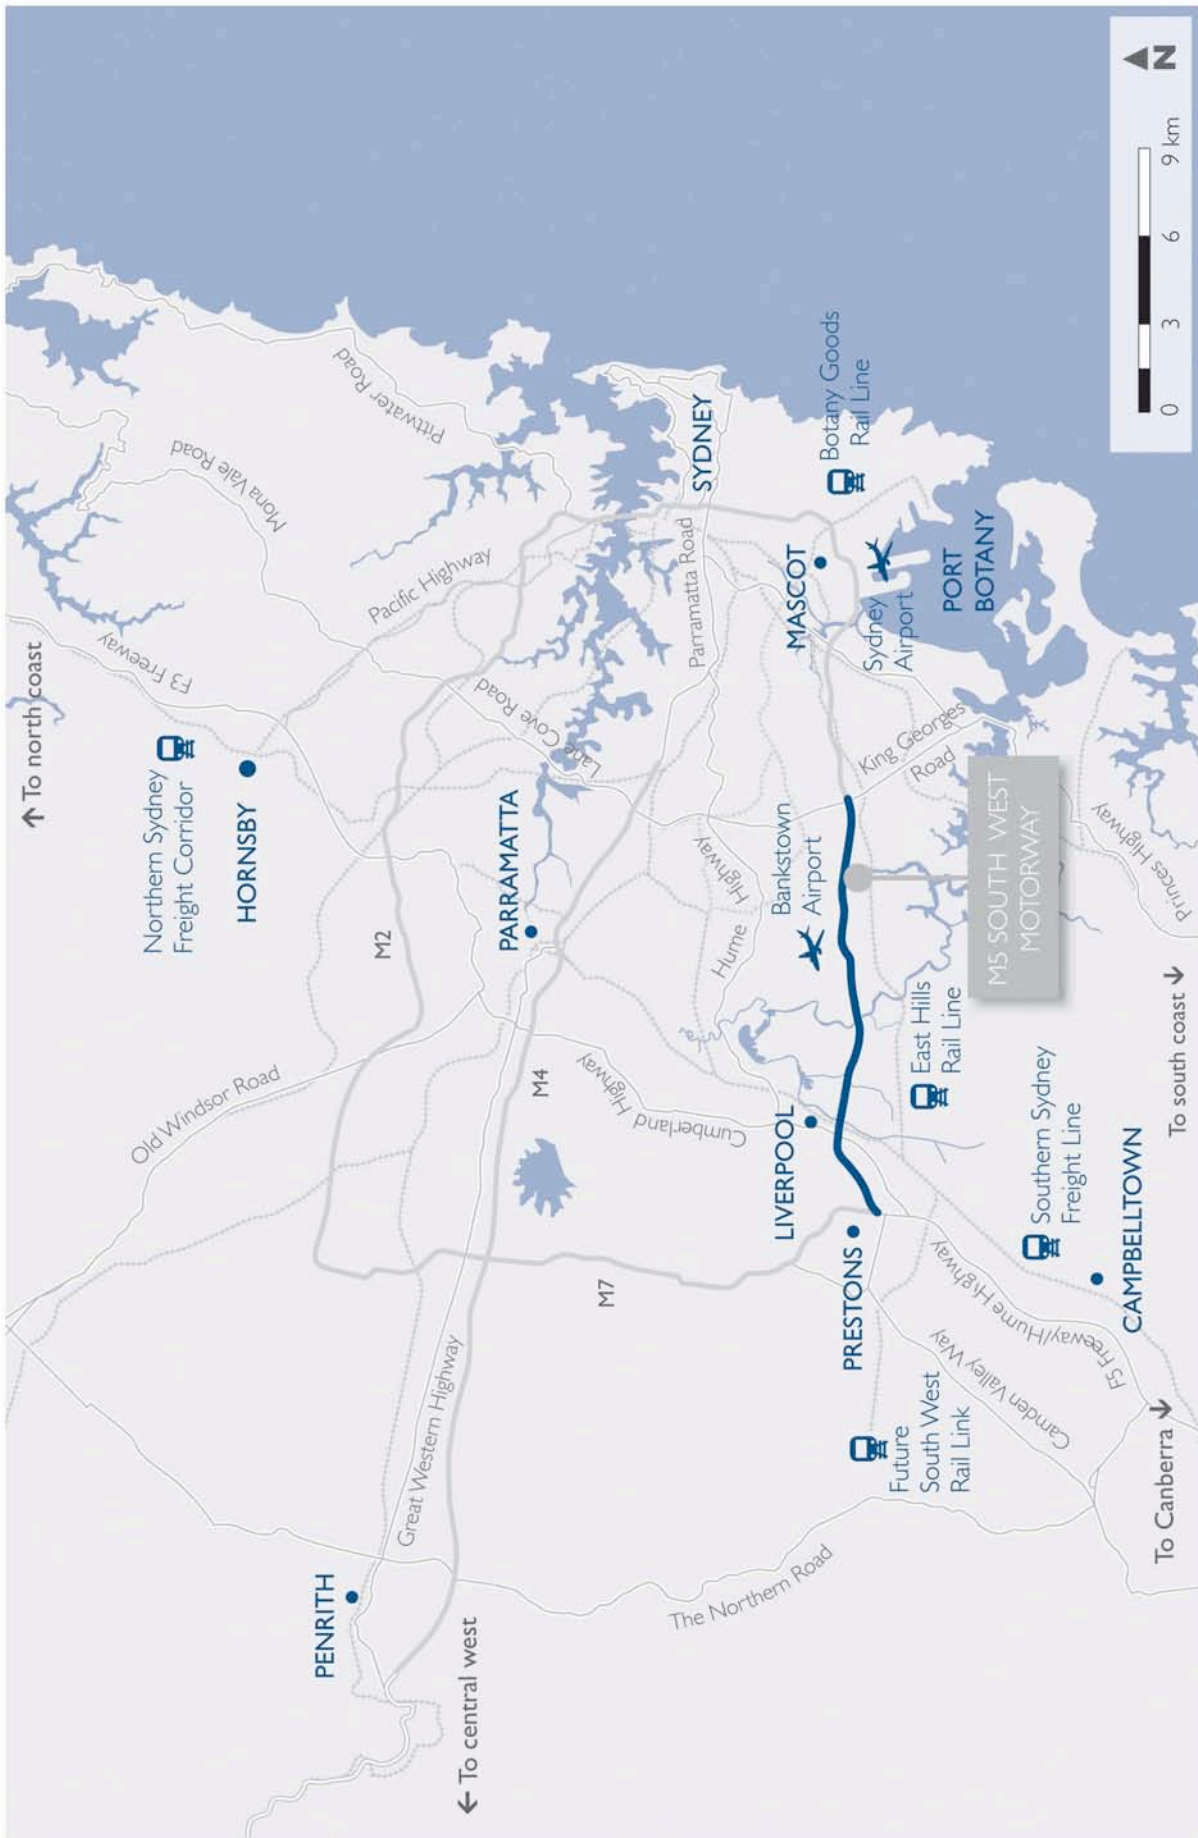 ↑ To north coast
Northern Sydney
Freight Corridor
HORNSBY
F3 Freeway
Mona Vale Road
Pittwater Road
Pacific Highway
Old Windsor Road
M2
Lane Cove Road
PENRITH
Great Western Highway
← To central west
M4
PARRAMATTA
Parramatta Road
SYDNEY
M7
Cumberland
Highway
Hume
Highway
The Northern Road
LIVERPOOL
PRESTONS
Bankstown
Airport
MASCOT
Sydney
Airport
Botany Goods
Rail Line
PORT
BOTANY
King Georges
Road
Future
South West
Rail Link
Camden Valley Way
F5 Freeway/Hume Highway
East Hills
Rail Line
M5 SOUTH WEST
MOTORWAY
Southern Sydney
Freight Line
CAMPBELLTOWN
Princes Highway
To Canberra ↓
To south coast ↓
0 3 6 9 km
N